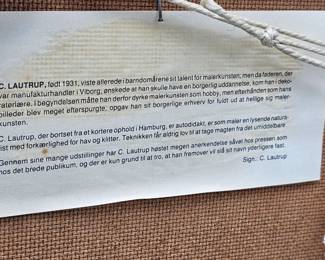 C. LAUTRUP, født 1931, viste allerede i barndomsårene sit talent for malerkunsten; men da faderen, der
var manufakturhandler i Viborg, ønskede at han skulle have en borgerlig uddannelse, kom han i deko-
ratørlære. I begyndelsen måtte han derfor dyrke malerkunsten som hobby, men efterhånden som hans
billeder blev meget efterspurgte, opgav han sit borgerlige erhverv for fuldt ud at hellige sig maler-
kunsten.
C. Lautrup, der bortset fra et kortere ophold i Hamburg, er autodidakt, er som maler en lysende natura-
list med forkærlighed for hav og klitter. Teknikken får aldrig lov til at tage magten fra det umiddelbare.
Gennem sine mange udstillinger har C. Lautrup høstet megen anerkendelse såvel hos pressen som
hos det brede publikum, og der er kun grund til at tro, at han fremover vil slå sit navn yderligere fast.
Sign.: C. Lautrup